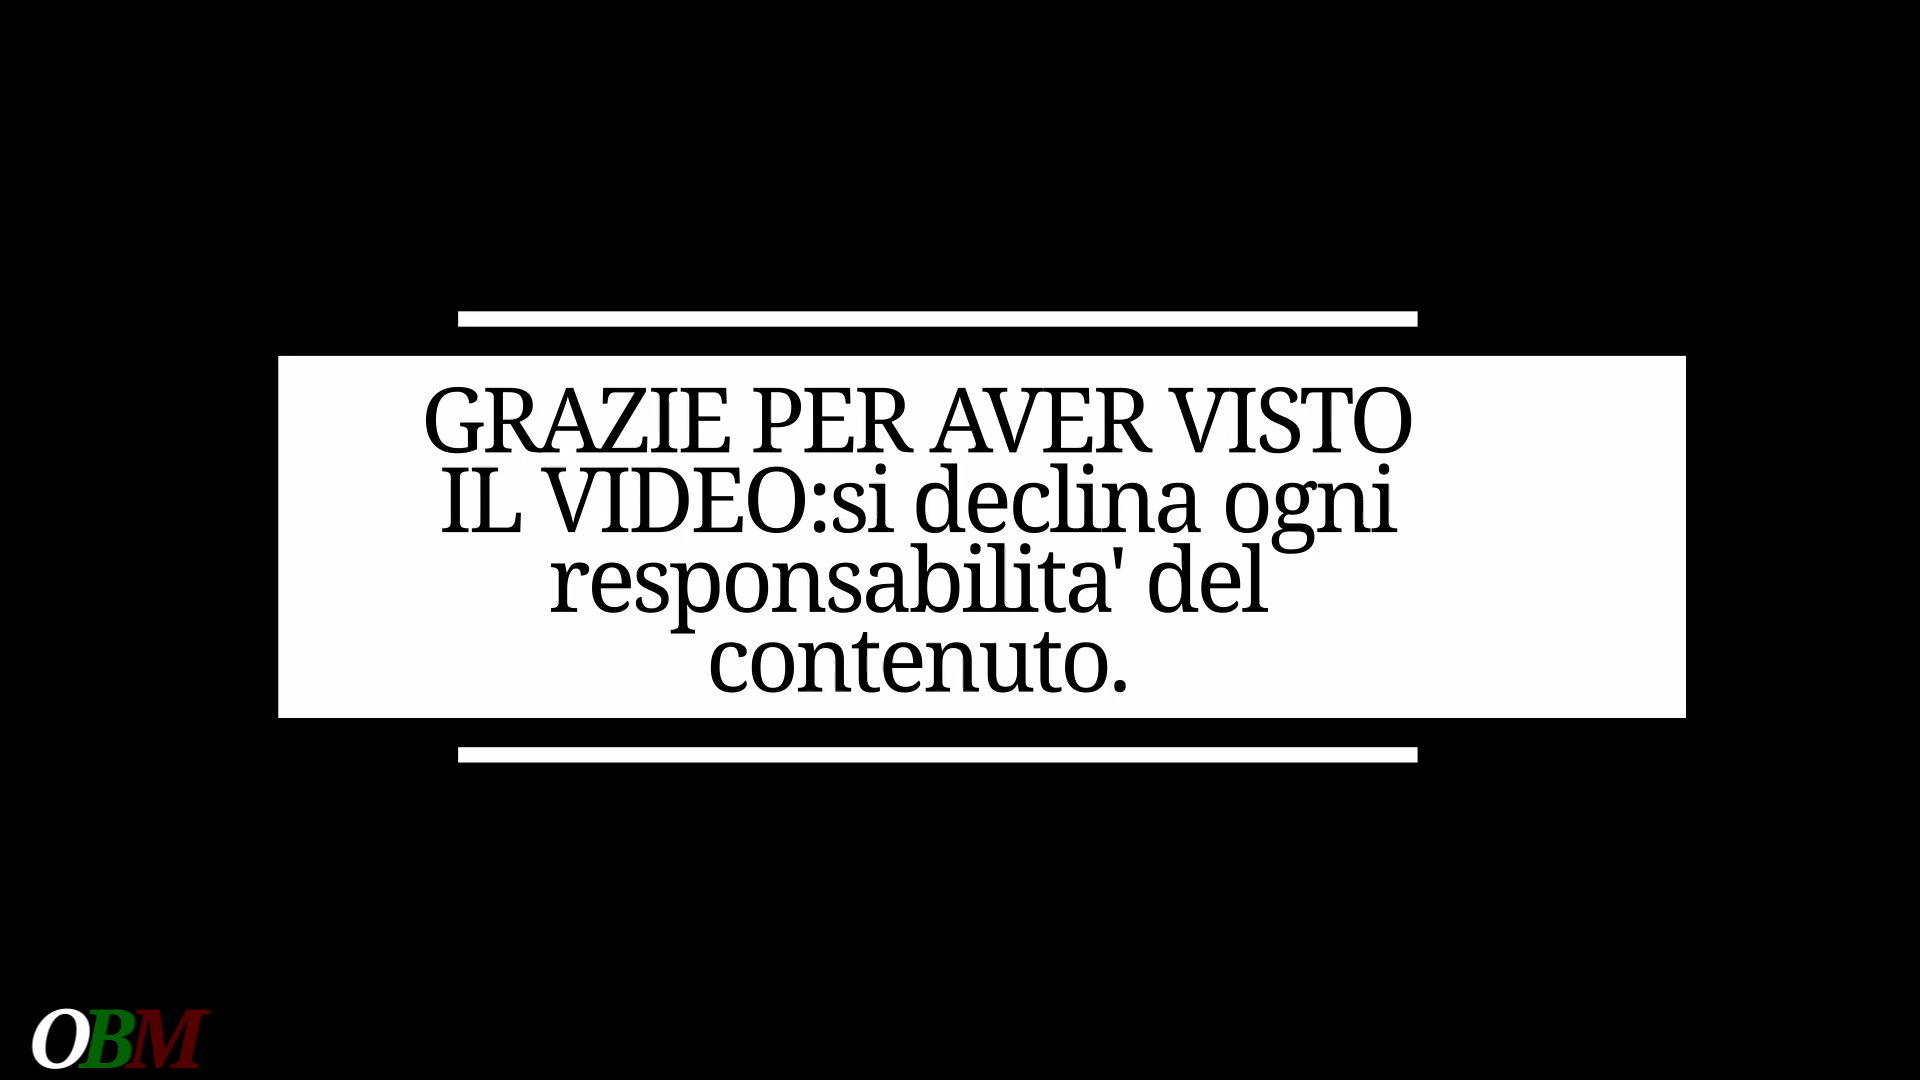 GRAZIE PER AVER VISTO
IL VIDEO:si declina ogni
responsabilita' del
contenuto.
OBM